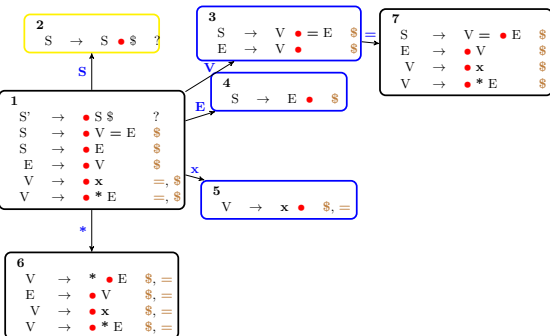 2
S → S • $ ?
S
3
S → V • = E $
E → V • $
=
7
S → V = • E $
E → • V $
V → • x $
V → • * E $
V
4
S → E • $
E
1
S' → • S $ ?
S → • V = E $
S → • E $
E → • V $
V → • x =, $
V → • * E =, $
x
5
V → x • $, =
*
6
V → * • E $, =
E → • V $, =
V → • x $, =
V → • * E $, =